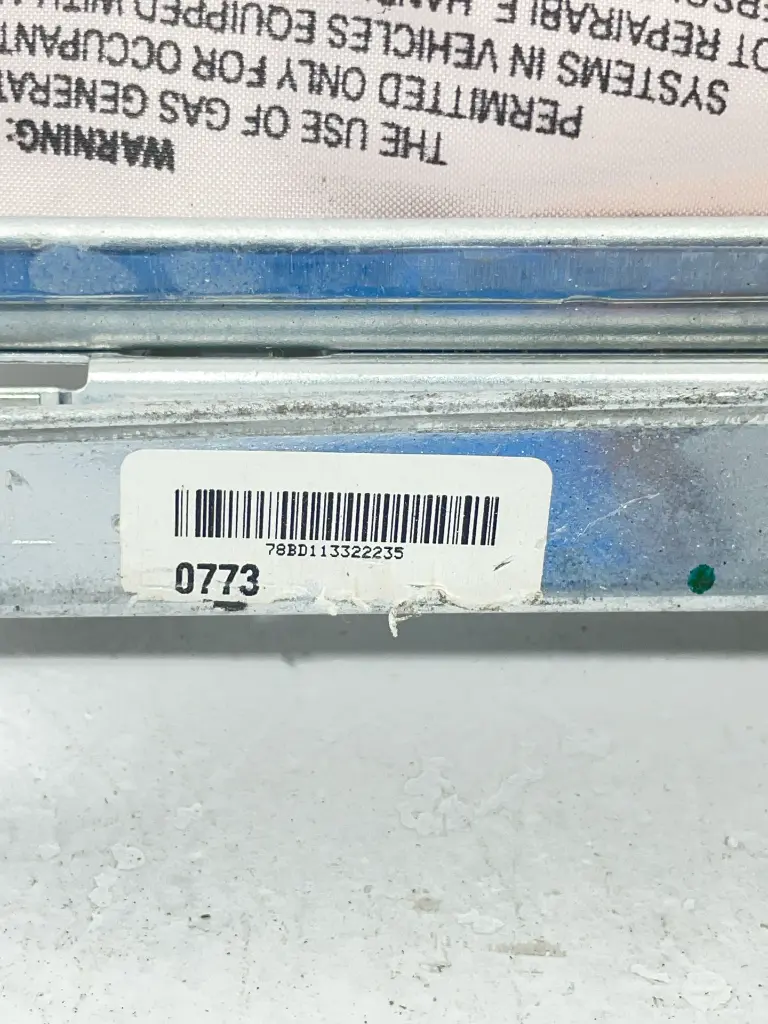 WARNING:
THE USE OF GAS GENERAT
PERMITTED ONLY FOR OCCUPANT
SYSTEMS IN VEHICLES EQUIPPED WITH
OT REPAIRABLE HAN
78BD113322235
0773